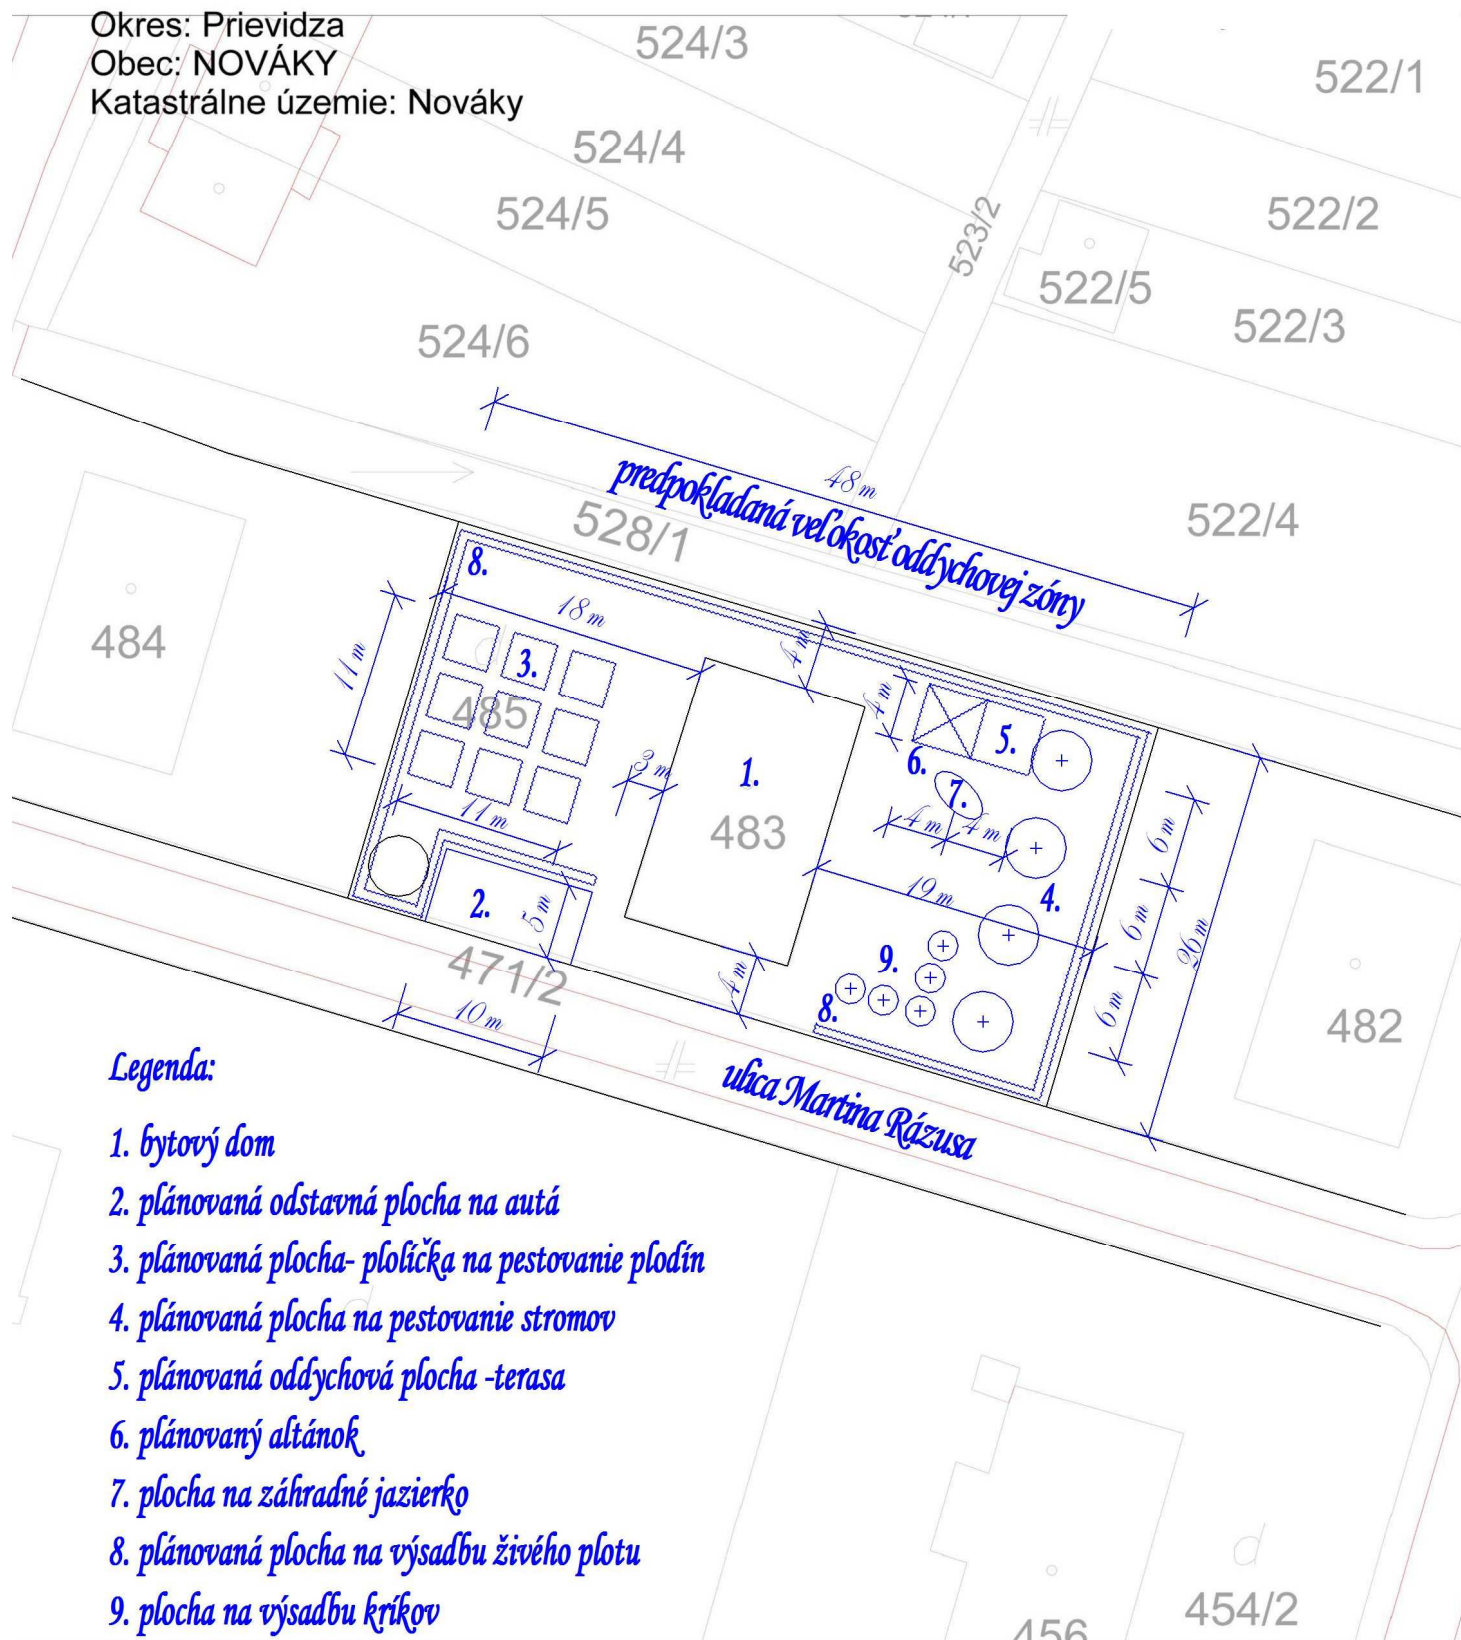 Okres: Prievidza
Obec: NOVÁKY
Katastrálne územie: Nováky
524/3
522/1
524/4
524/5
522/2
523/2
522/5
522/3
524/6
48 m
predpokladaná veľokosť oddychovej zóny
522/4
528/1
8.
18 m
484
11 m
3.
4 m
485
4 m
5.
6.
3 m
1.
7.
11 m
483
4 m
4 m
6 m
19 m
4.
2.
5 m
6 m
26 m
9.
471/2
4 m
8.
6 m
10 m
482
ulica Martina Rázusa
Legenda:
1. bytový dom
2. plánovaná odstavná plocha na autá
3. plánovaná plocha- plolíčka na pestovanie plodín
4. plánovaná plocha na pestovanie stromov
5. plánovaná oddychová plocha -terasa
6. plánovaný altánok
7. plocha na záhradné jazierko
8. plánovaná plocha na výsadbu živého plotu
9. plocha na výsadbu kríkov
454/2
456